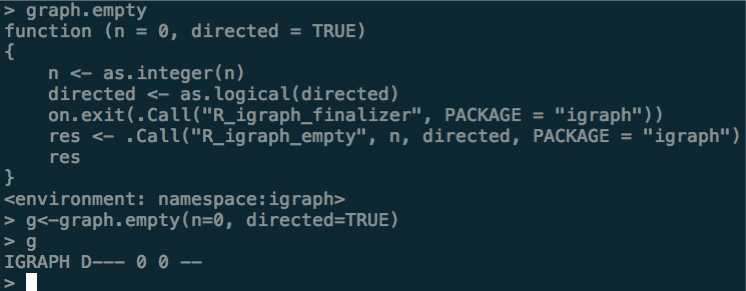 > graph.empty
function (n = 0, directed = TRUE)
{
    n <- as.integer(n)
    directed <- as.logical(directed)
    on.exit(.Call("R_igraph_finalizer", PACKAGE = "igraph"))
    res <- .Call("R_igraph_empty", n, directed, PACKAGE = "igraph")
    res
}
<environment: namespace:igraph>
> g<-graph.empty(n=0, directed=TRUE)
> g
IGRAPH D--- 0 0 --
>